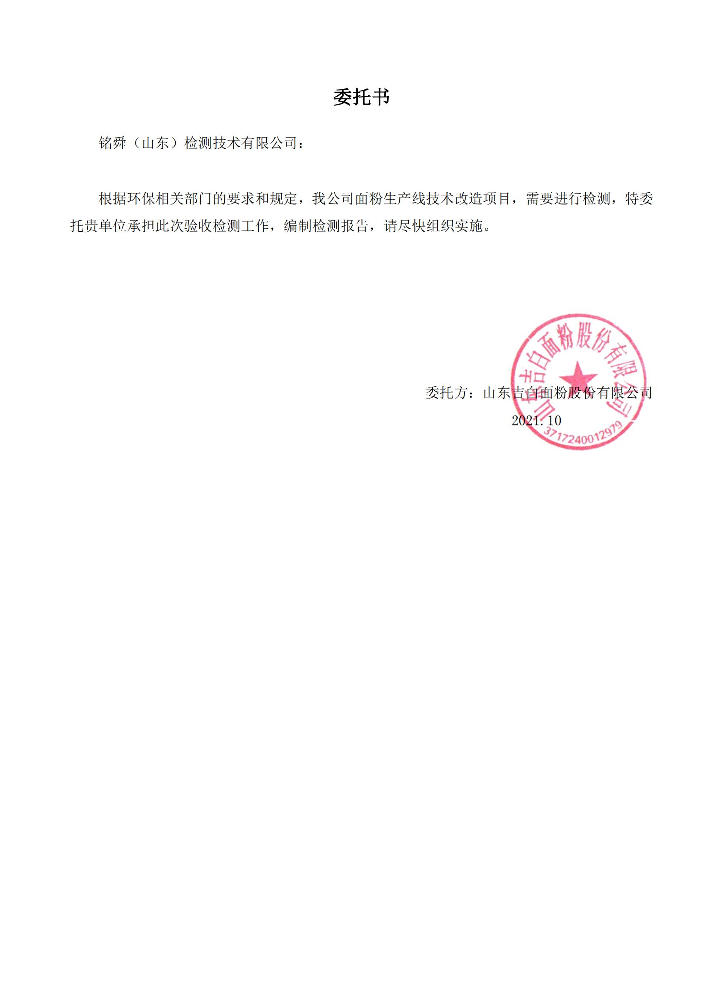 委托书
铭舜（山东）检测技术有限公司：
根据环保相关部门的要求和规定，我公司面粉生产线技术改造项目，需要进行检测，特委
托贵单位承担此次验收检测工作，编制检测报告，请尽快组织实施。
山东吉白面粉股份有限公司
委托方：山东吉白面粉股份有限公司
2021.10
3717240012979